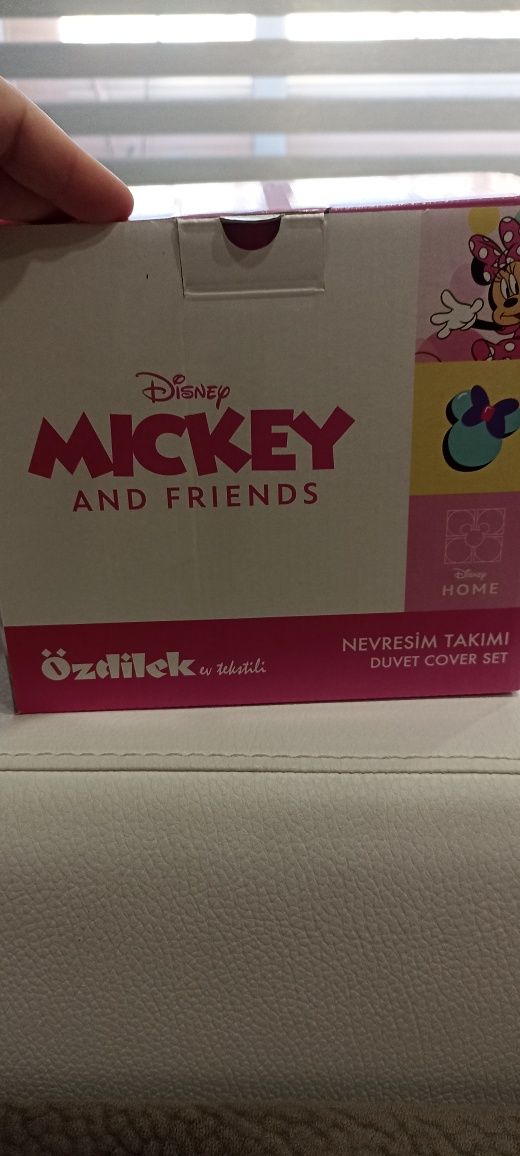 Disney
MICKEY
AND FRIENDS
Disney
HOME
Özdilek ev tekstili
NEVRESİM TAKIMI
DUVET COVER SET